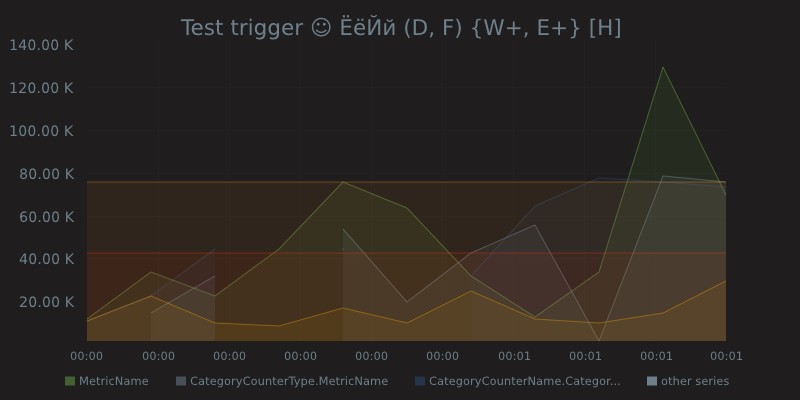 Test trigger ☺ ЁёЙй (D, F) {W+, E+} [H]
140.00 K
120.00 K
100.00 K
80.00 K
60.00 K
40.00 K
20.00 K
00:00 00:00 00:00 00:00 00:00 00:00 00:01 00:01 00:01 00:01
MetricName CategoryCounterType.MetricName CategoryCounterName.Categor... other series